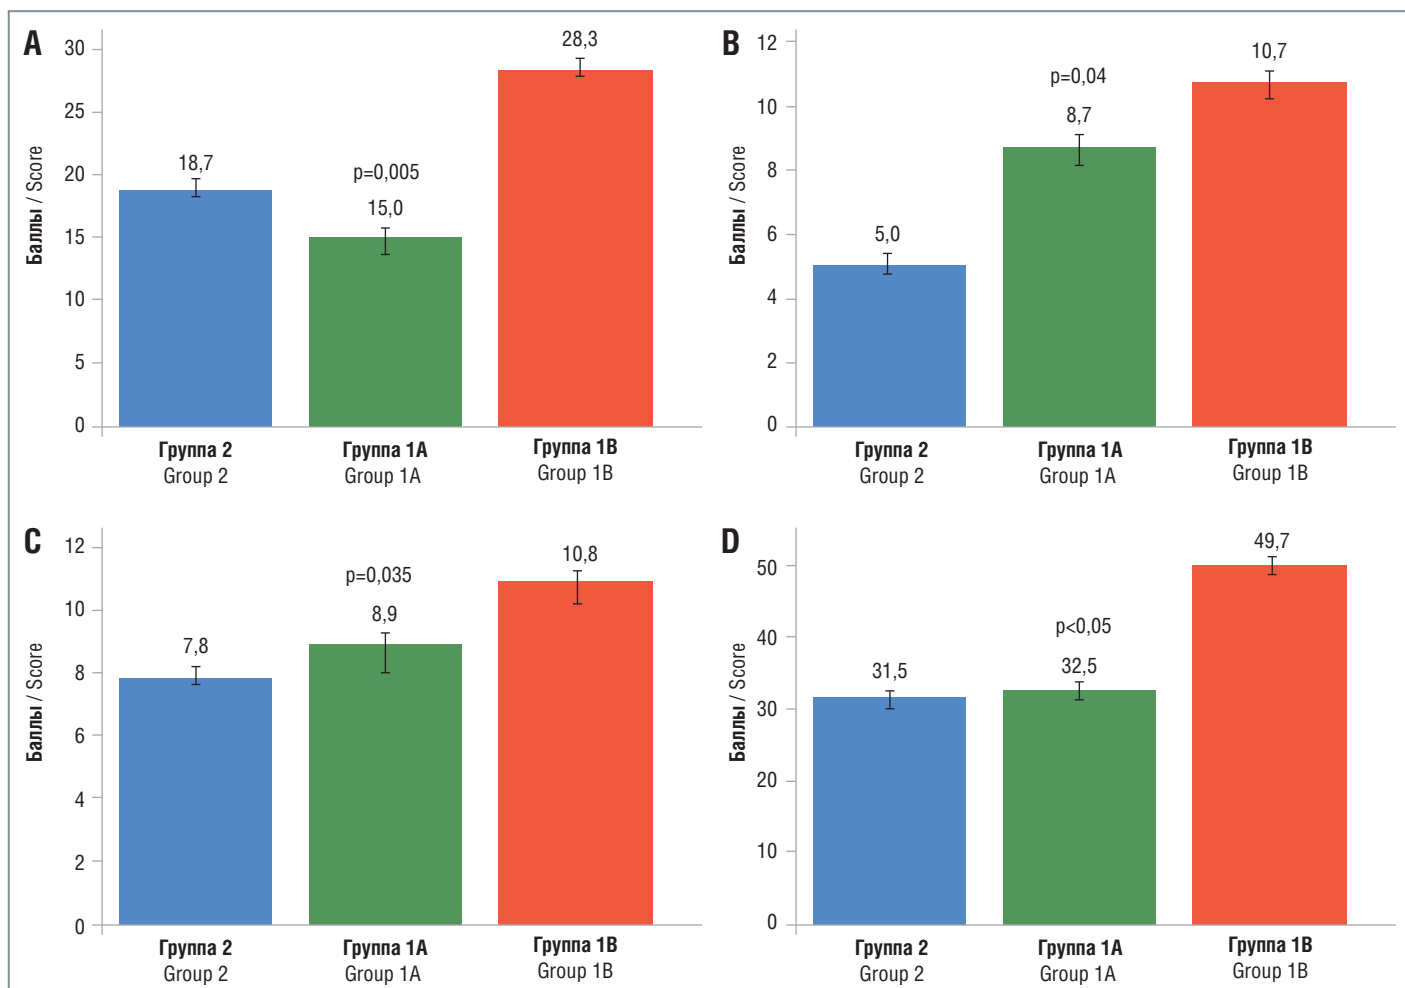 A
Баллы / Score
30
25
20
15
10
5
0
18,7
p=0,005
15,0
28,3
Группа 2
Group 2
Группа 1А
Group 1A
Группа 1В
Group 1B
B
Баллы / Score
12
10
8
6
4
2
0
5,0
p=0,04
8,7
10,7
Группа 2
Group 2
Группа 1А
Group 1A
Группа 1В
Group 1B
C
Баллы / Score
12
10
8
6
4
2
0
7,8
p=0,035
8,9
10,8
Группа 2
Group 2
Группа 1А
Group 1A
Группа 1В
Group 1B
D
Баллы / Score
50
40
30
20
10
0
31,5
p<0,05
32,5
49,7
Группа 2
Group 2
Группа 1А
Group 1A
Группа 1В
Group 1B